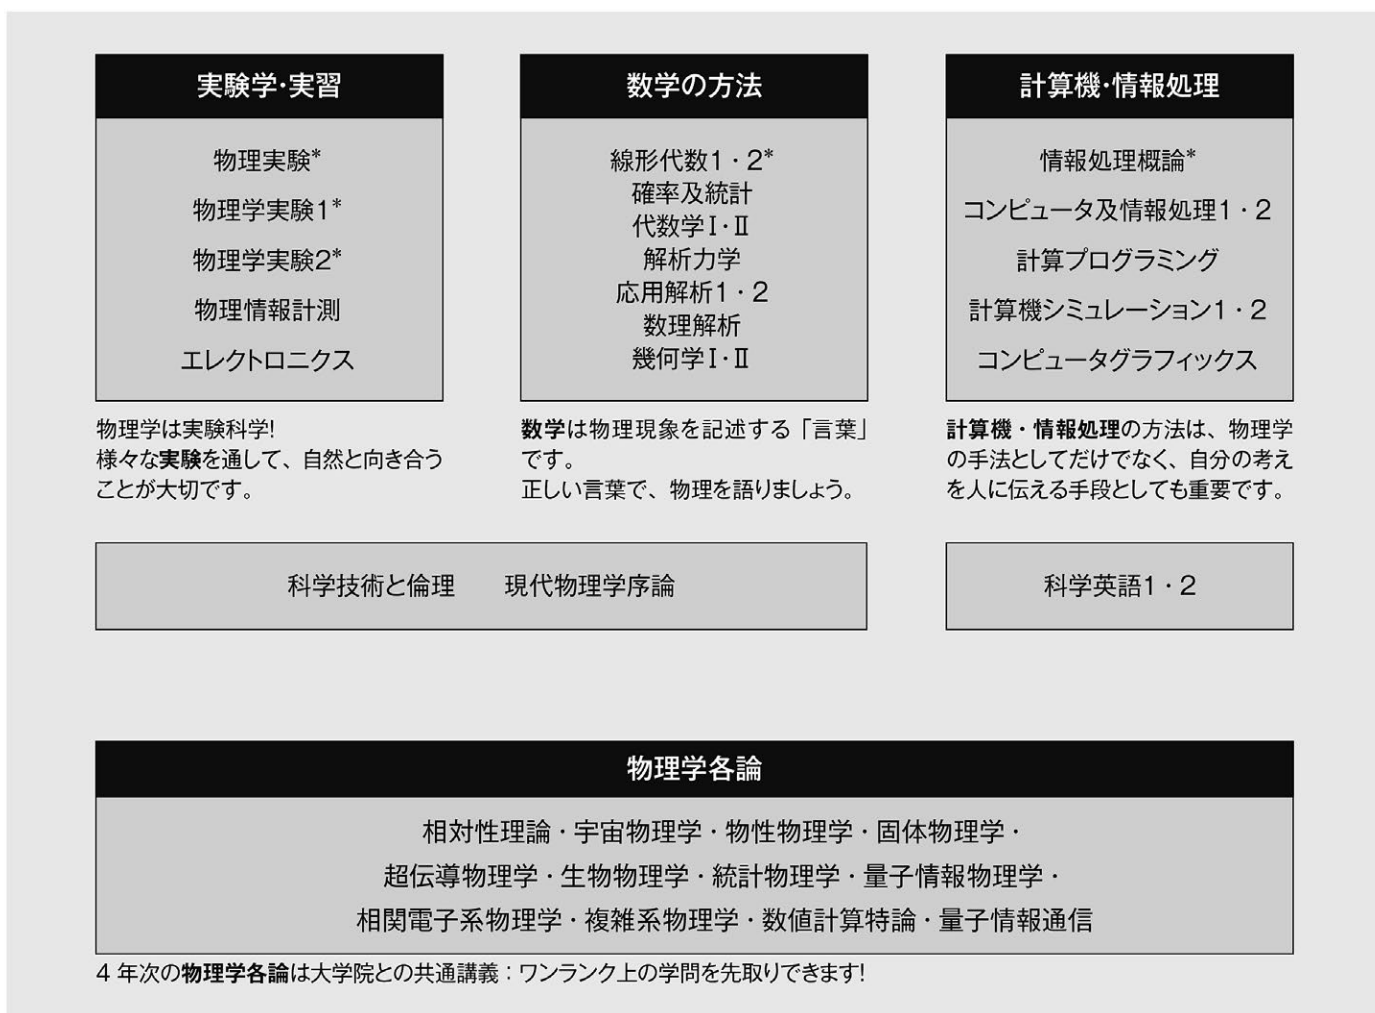 実験学・実習
物理実験*
物理学実験1*
物理学実験2*
物理情報計測
エレクトロニクス
物理学は実験科学!
様々な実験を通して、自然と向き合う
ことが大切です。
数学の方法
線形代数1・2*
確率及統計
代数学Ⅰ・Ⅱ
解析力学
応用解析1・2
数理解析
幾何学Ⅰ・Ⅱ
数学は物理現象を記述する「言葉」
です。
正しい言葉で、物理を語りましょう。
計算機・情報処理
情報処理概論*
コンピュータ及情報処理1・2
計算プログラミング
計算機シミュレーション1・2
コンピュータグラフィックス
計算機・情報処理の方法は、物理学
の手法としてだけでなく、自分の考え
を人に伝える手段としても重要です。
科学技術と倫理　現代物理学序論
科学英語1・2
物理学各論
相対性理論・宇宙物理学・物性物理学・固体物理学・
超伝導物理学・生物物理学・統計物理学・量子情報物理学・
相関電子系物理学・複雑系物理学・数値計算特論・量子情報通信
4年次の物理学各論は大学院との共通講義:ワンランク上の学問を先取りできます!